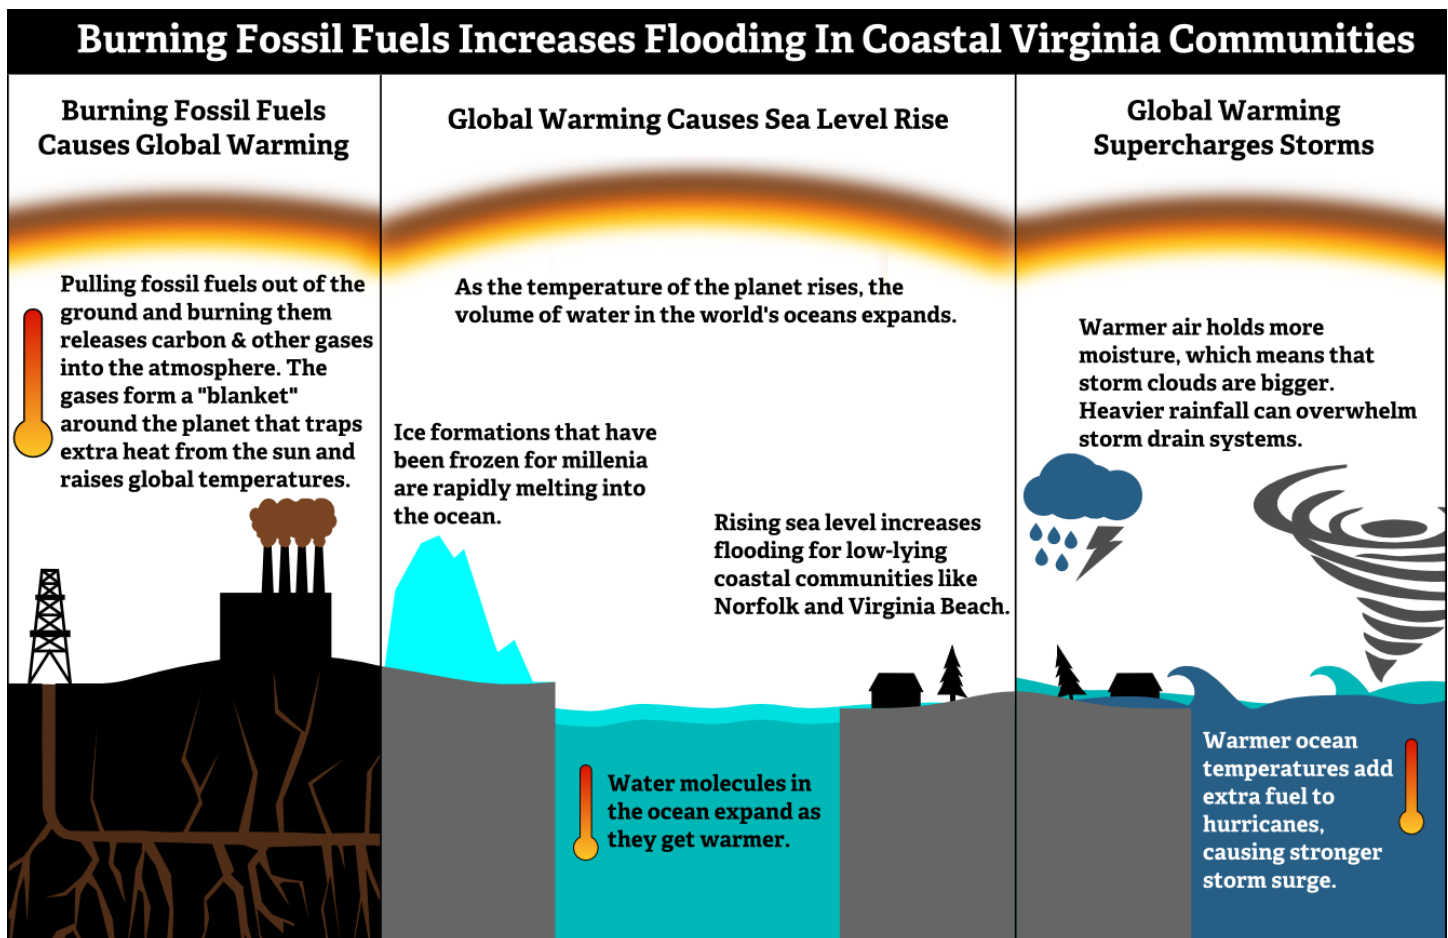 Burning Fossil Fuels Increases Flooding In Coastal Virginia Communities
Burning Fossil Fuels
Causes Global Warming
Pulling fossil fuels out of the
ground and burning them
releases carbon & other gases
into the atmosphere. The
gases form a "blanket"
around the planet that traps
extra heat from the sun and
raises global temperatures.
Global Warming Causes Sea Level Rise
As the temperature of the planet rises, the
volume of water in the world's oceans expands.
Ice formations that have
been frozen for millenia
are rapidly melting into
the ocean.
Rising sea level increases
flooding for low-lying
coastal communities like
Norfolk and Virginia Beach.
Water molecules in
the ocean expand as
they get warmer.
Global Warming
Supercharges Storms
Warmer air holds more
moisture, which means that
storm clouds are bigger.
Heavier rainfall can overwhelm
storm drain systems.
Warmer ocean
temperatures add
extra fuel to
hurricanes,
causing stronger
storm surge.